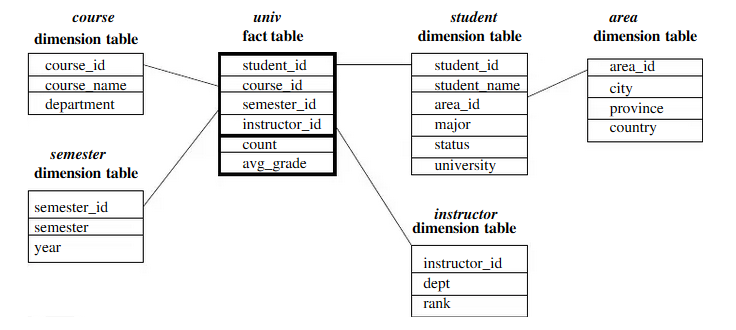 course
dimension table
course_id
course_name
department
univ
fact table
student_id
course_id
semester_id
instructor_id
count
avg_grade
student
dimension table
student_id
student_name
area_id
major
status
university
area
dimension table
area_id
city
province
country
semester
dimension table
semester_id
semester
year
instructor
dimension table
instructor_id
dept
rank